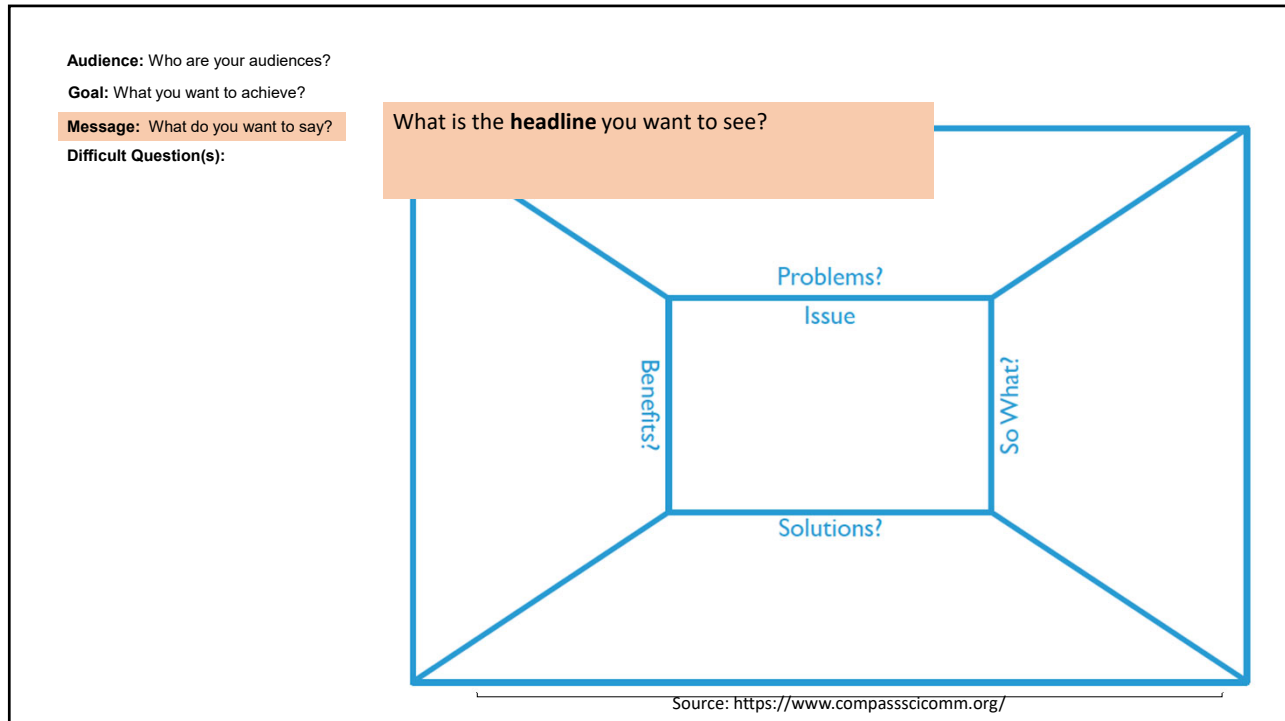 Audience: Who are your audiences?
Goal: What you want to achieve?
Message: What do you want to say?
Difficult Question(s):
What is the headline you want to see?
Problems?
Issue
Benefits?
So What?
Solutions?
Source: https://www.compassscicomm.org/